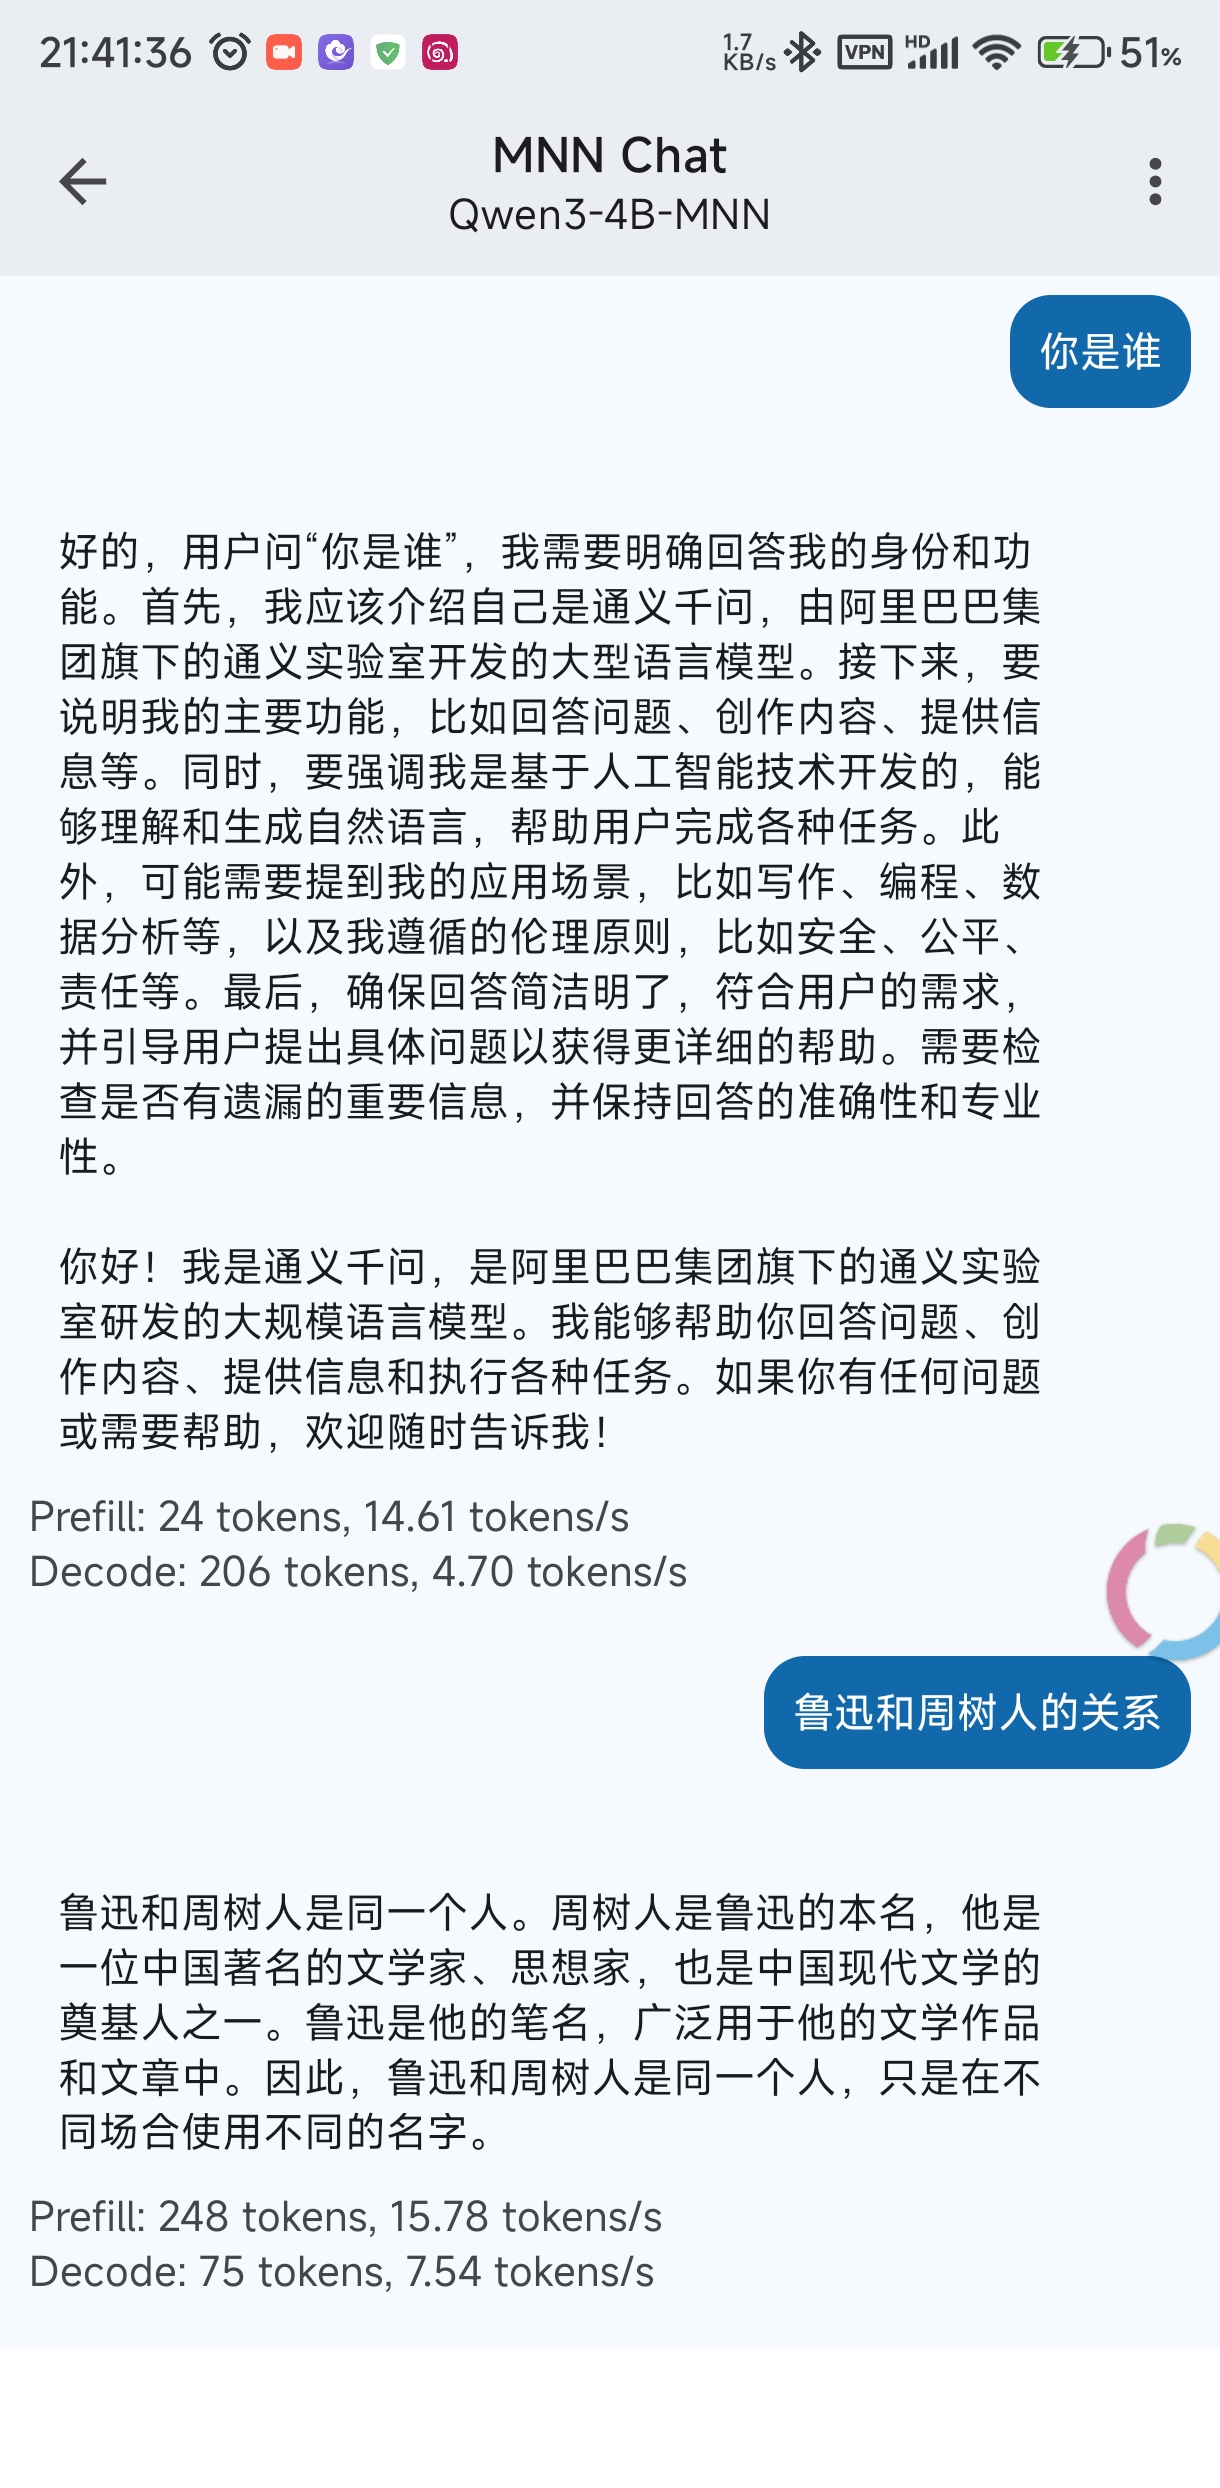 21:41:36
1.7 KB/s
VPN
HD
51%
MNN Chat
Qwen3-4B-MNN
你是谁
好的，用户问“你是谁”，我需要明确回答我的身份和功
能。首先，我应该介绍自己是通义千问，由阿里巴巴集
团旗下的通义实验室开发的大型语言模型。接下来，要
说明我的主要功能，比如回答问题、创作内容、提供信
息等。同时，要强调我是基于人工智能技术开发的，能
够理解和生成自然语言，帮助用户完成各种任务。此
外，可能需要提到我的应用场景，比如写作、编程、数
据分析等，以及我遵循的伦理原则，比如安全、公平、
责任等。最后，确保回答简洁明了，符合用户的需求，
并引导用户提出具体问题以获得更详细的帮助。需要检
查是否有遗漏的重要信息，并保持回答的准确性和专业
性。
你好！我是通义千问，是阿里巴巴集团旗下的通义实验
室研发的大规模语言模型。我能够帮助你回答问题、创
作内容、提供信息和执行各种任务。如果你有任何问题
或需要帮助，欢迎随时告诉我！
Prefill: 24 tokens, 14.61 tokens/s
Decode: 206 tokens, 4.70 tokens/s
鲁迅和周树人的关系
鲁迅和周树人是同一个人。周树人是鲁迅的本名，他是
一位中国著名的文学家、思想家，也是中国现代文学的
奠基人之一。鲁迅是他的笔名，广泛用于他的文学作品
和文章中。因此，鲁迅和周树人是同一个人，只是在不
同场合使用不同的名字。
Prefill: 248 tokens, 15.78 tokens/s
Decode: 75 tokens, 7.54 tokens/s